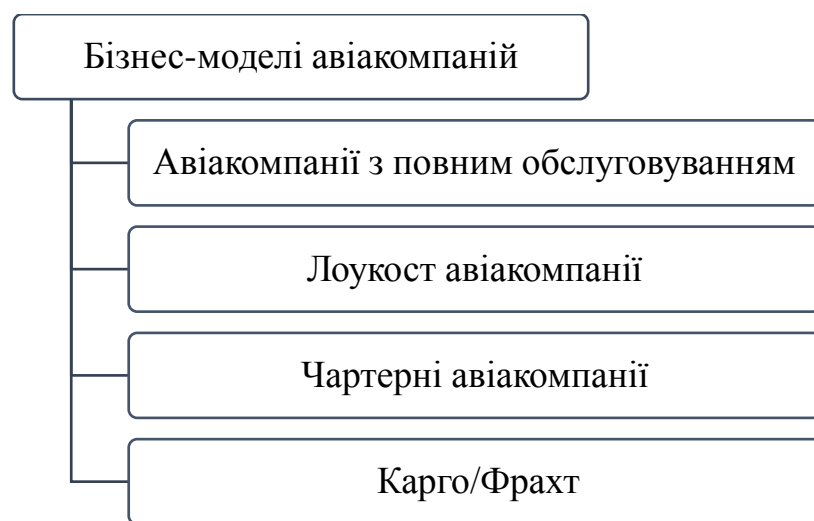 Бізнес-моделі авіакомпаній
Авіакомпанії з повним обслуговуванням
Лоукост авіакомпанії
Чартерні авіакомпанії
Карго/Фрахт